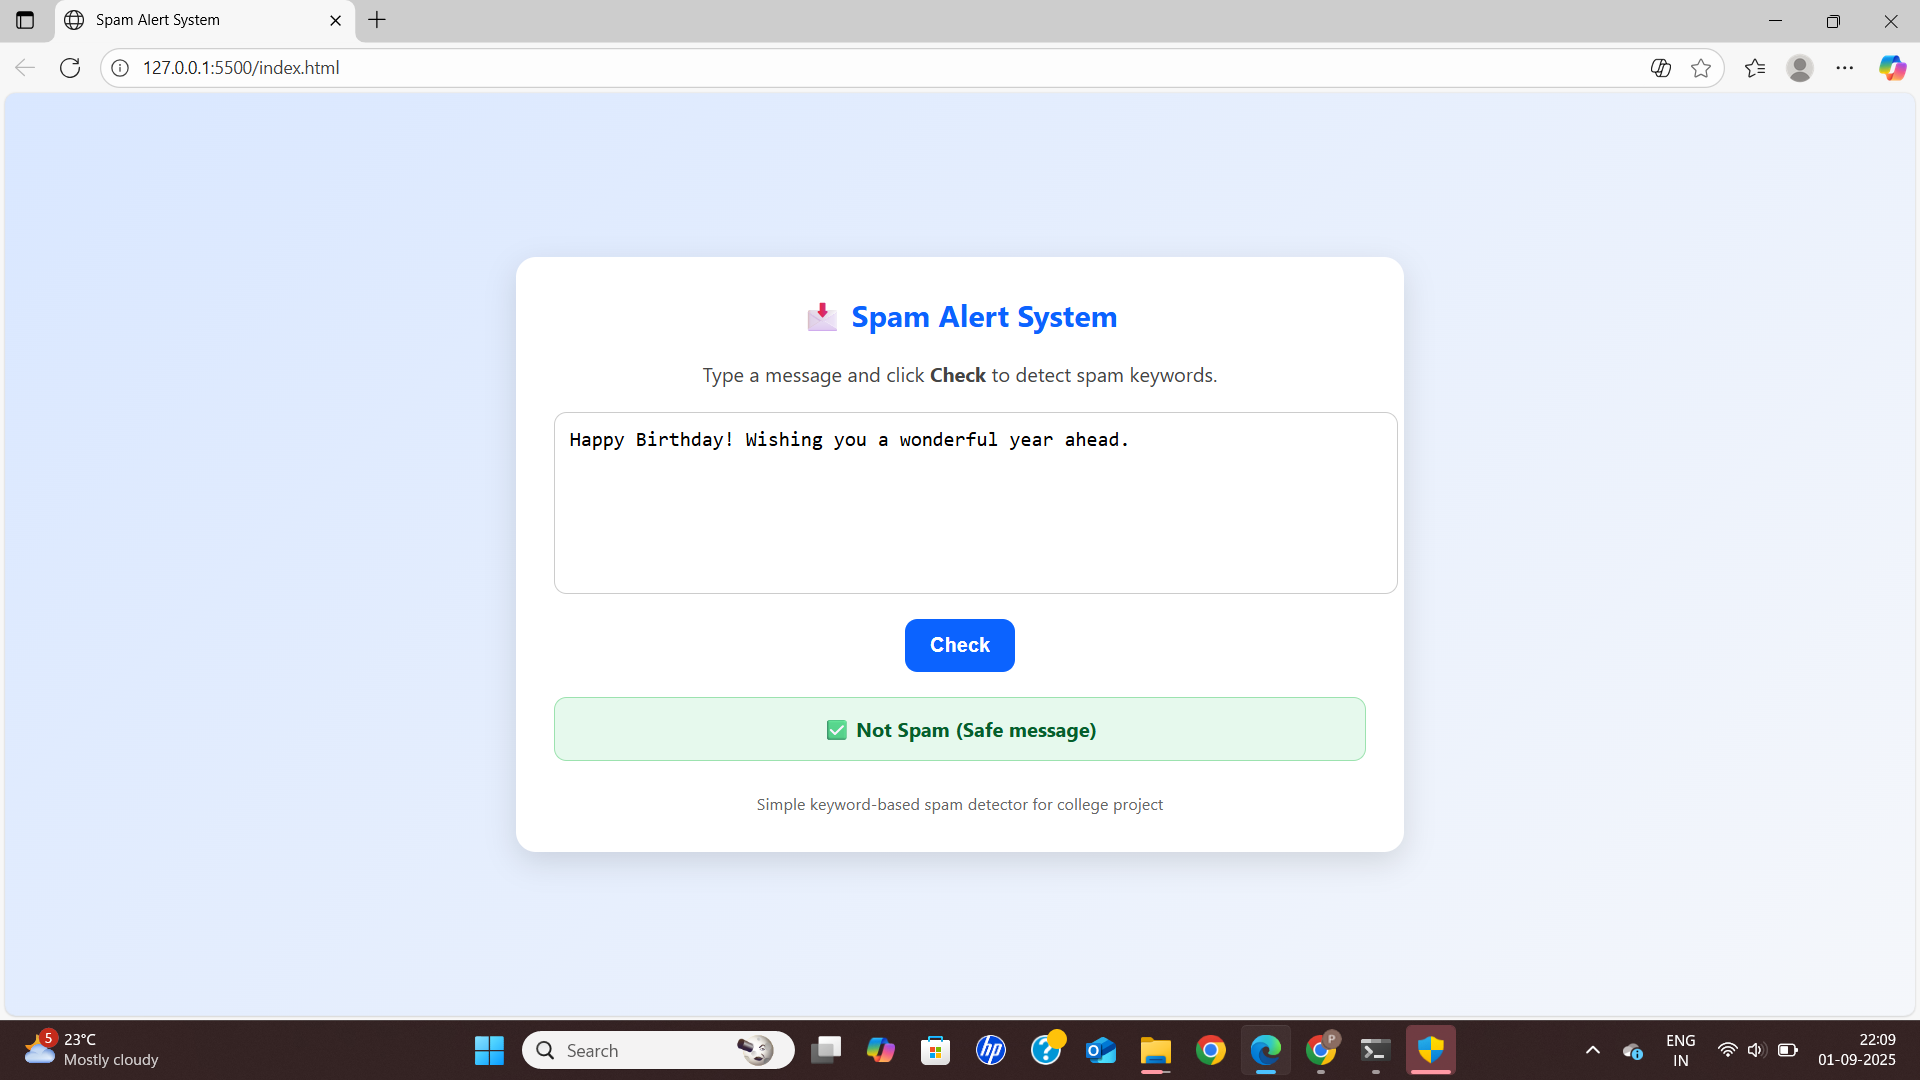 Spam Alert System
127.0.0.1:5500/index.html
Spam Alert System
Type a message and click Check to detect spam keywords.
Happy Birthday! Wishing you a wonderful year ahead.
Check
Not Spam (Safe message)
Simple keyword-based spam detector for college project
5
23°C
Mostly cloudy
Search
hp
P
ENG
IN
22:09
01-09-2025